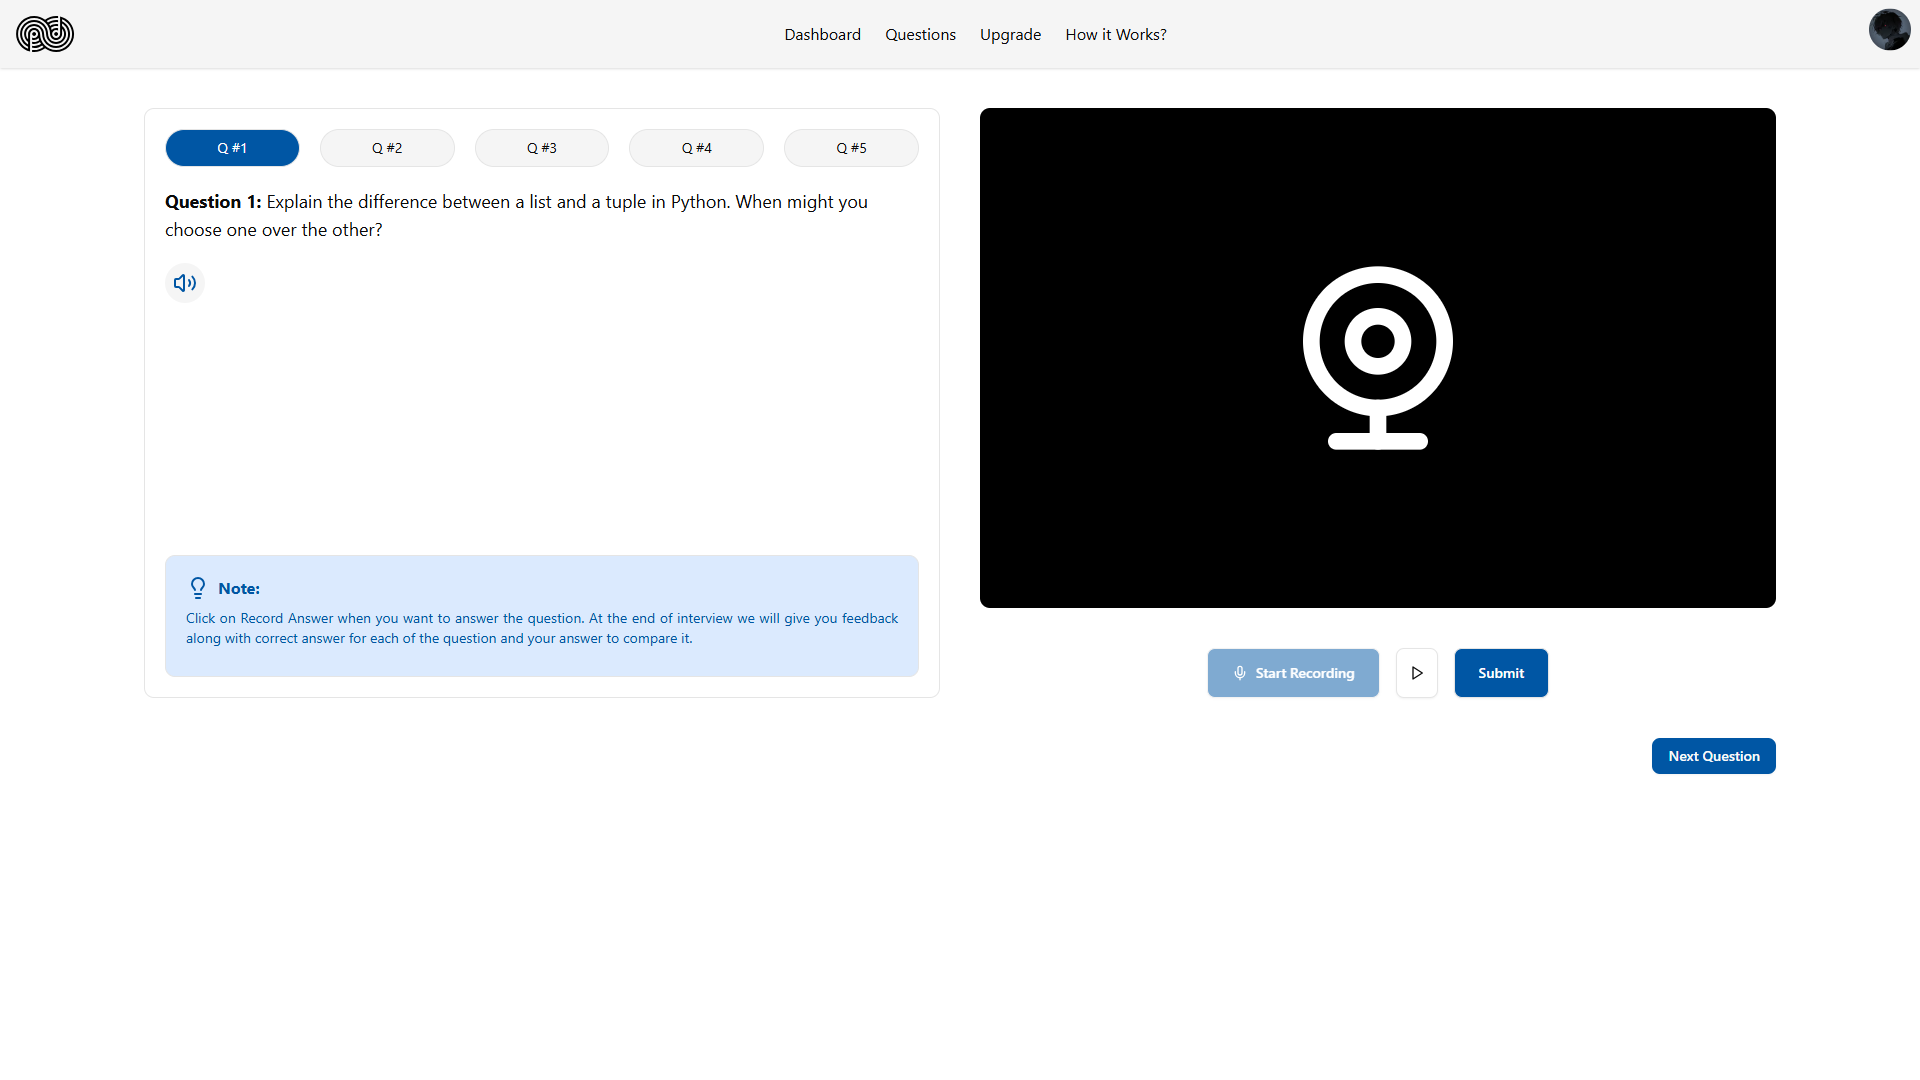 Dashboard Questions Upgrade How it Works?
Q #1 Q #2 Q #3 Q #4 Q #5
Question 1: Explain the difference between a list and a tuple in Python. When might you
choose one over the other?
Note:
Click on Record Answer when you want to answer the question. At the end of interview we will give you feedback
along with correct answer for each of the question and your answer to compare it.
Start Recording Submit
Next Question